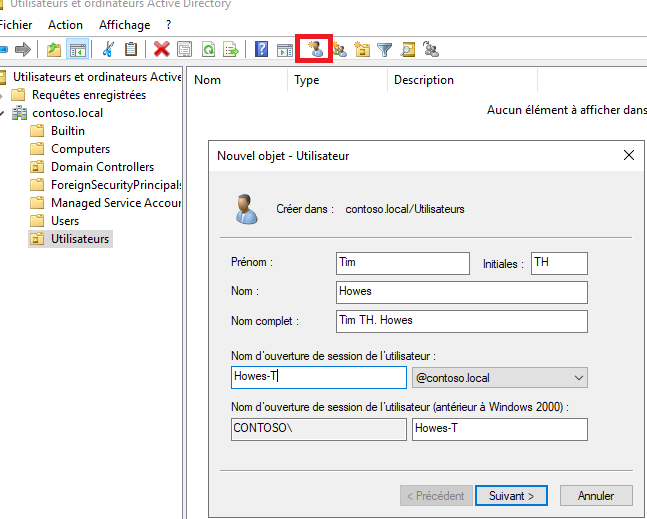 Utilisateurs et ordinateurs Active Directory
Fichier Action Affichage ?
Utilisateurs et ordinateurs Active
Requêtes enregistrées
contoso.local
Builtin
Computers
Domain Controllers
ForeignSecurityPrincipals
Managed Service Accour
Users
Utilisateurs
Nom Type Description
Aucun élément à afficher dans
Nouvel objet - Utilisateur
Créer dans : contoso.local/Utilisateurs
Prénom : Tim Initiales : TH
Nom : Howes
Nom complet : Tim TH. Howes
Nom d'ouverture de session de l'utilisateur :
Howes-T @contoso.local
Nom d'ouverture de session de l'utilisateur (antérieur à Windows 2000) :
CONTOSO\ Howes-T
< Précédent Suivant > Annuler